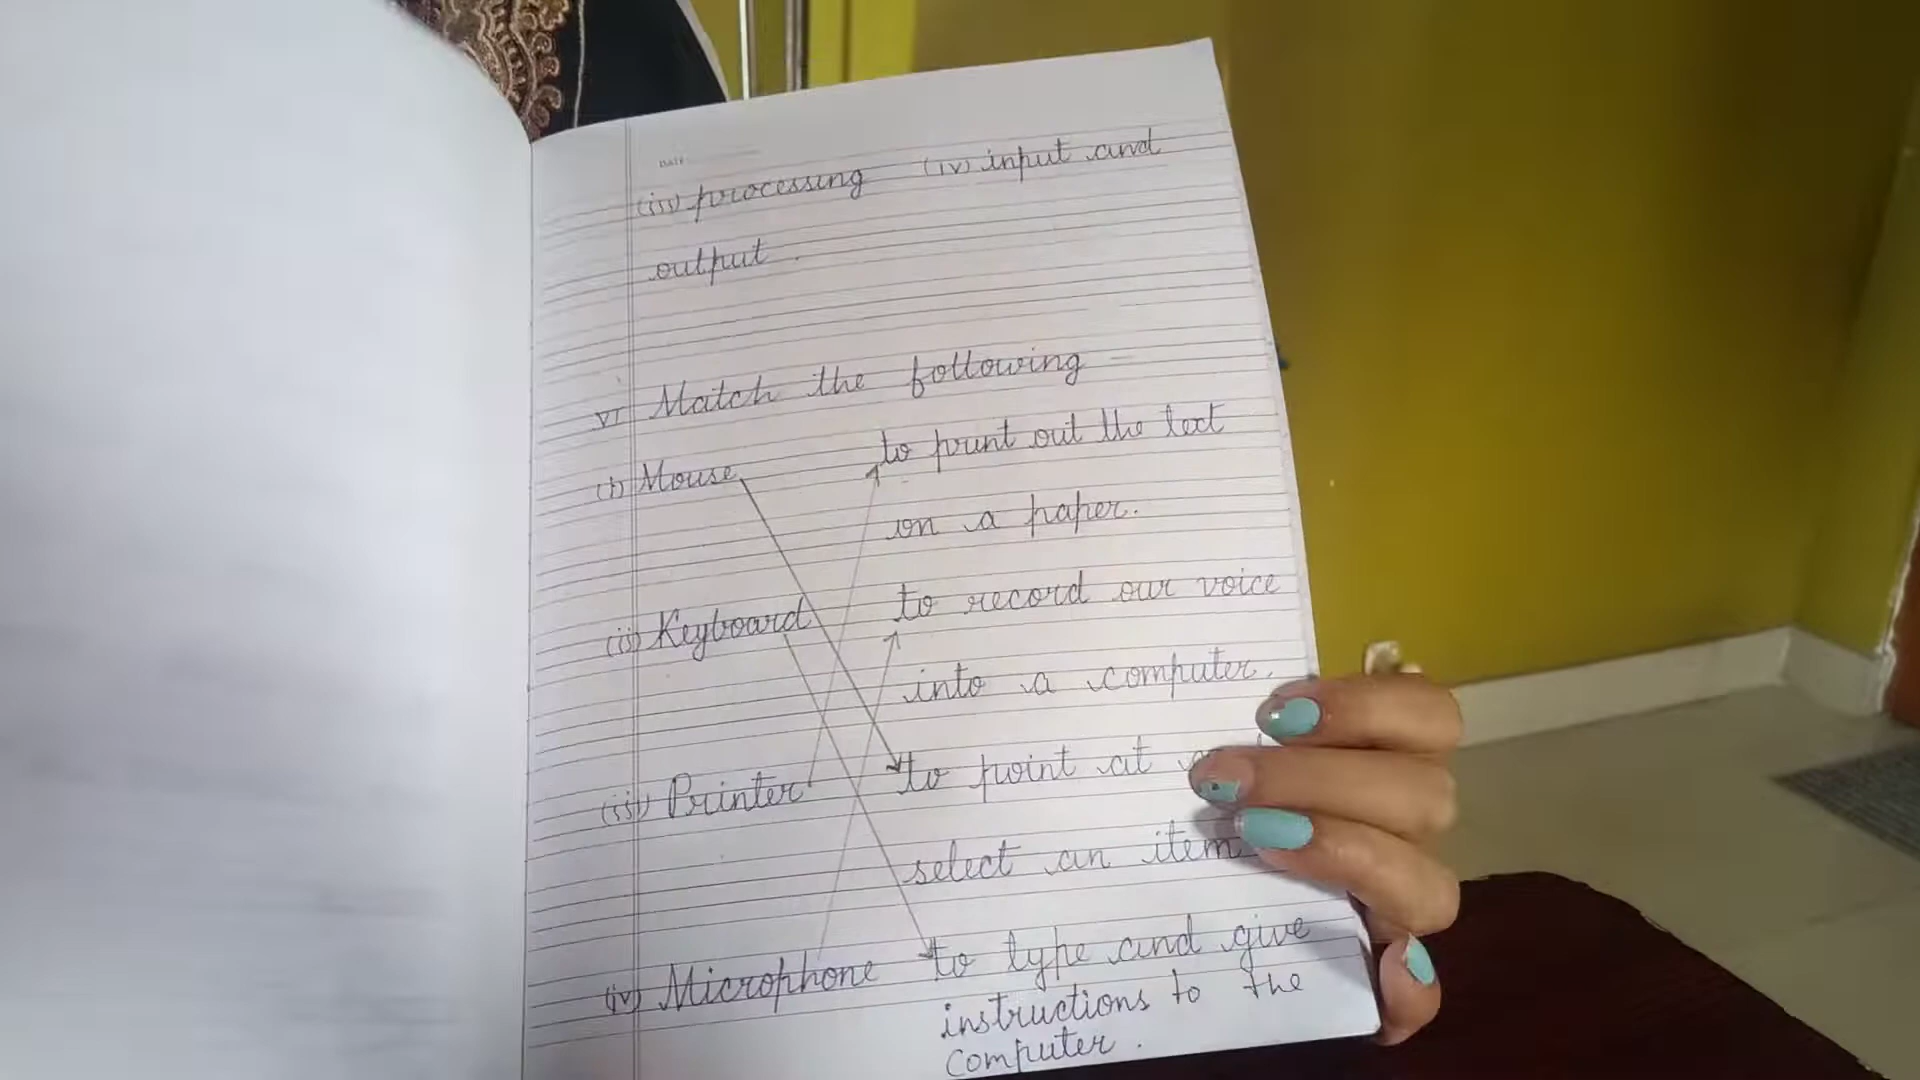 DATE
(iii) processing (iv) input and
output.
VI Match the following
(i) Mouse to print out the text
on a paper.
(ii) Keyboard to record our voice
into a computer.
(iii) Printer to point at
select an item
(iv) Microphone to type and give
instructions to the
computer.